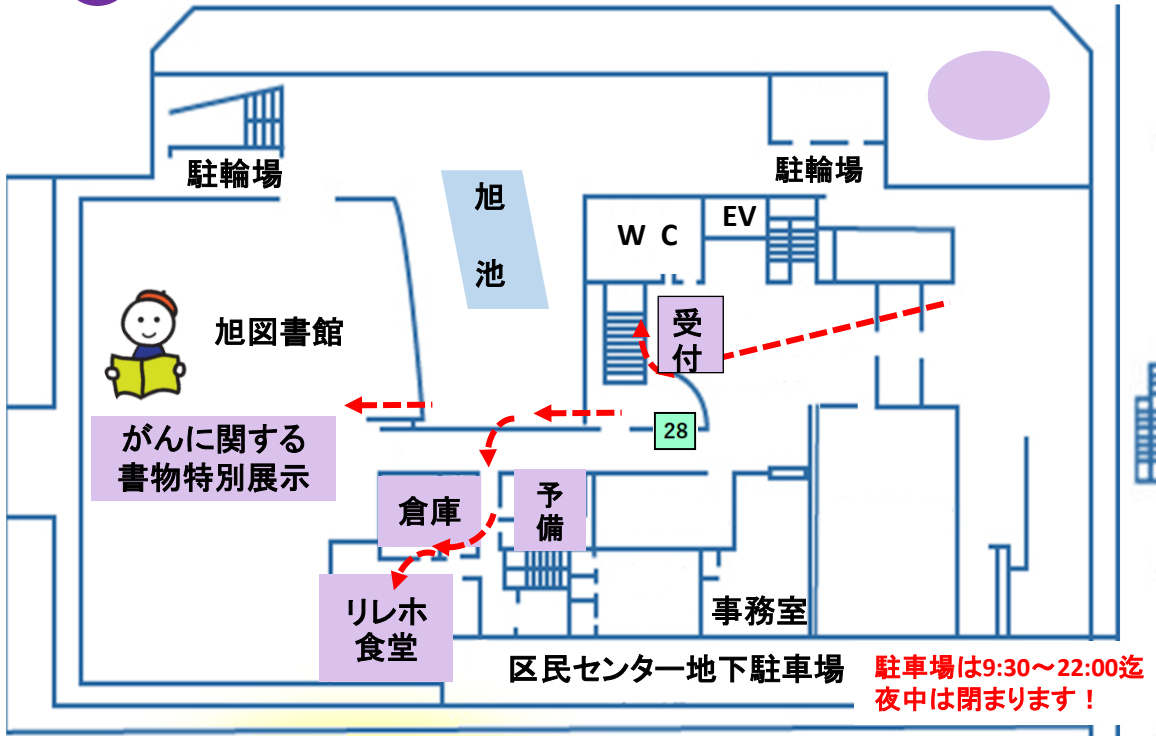 駐輪場
駐輪場
旭
池
W C
EV
受
付
旭図書館
がんに関する
書物特別展示
28
倉庫
予
備
リレホ
食堂
事務室
区民センター地下駐車場
駐車場は9:30～22:00迄
夜中は閉まります！